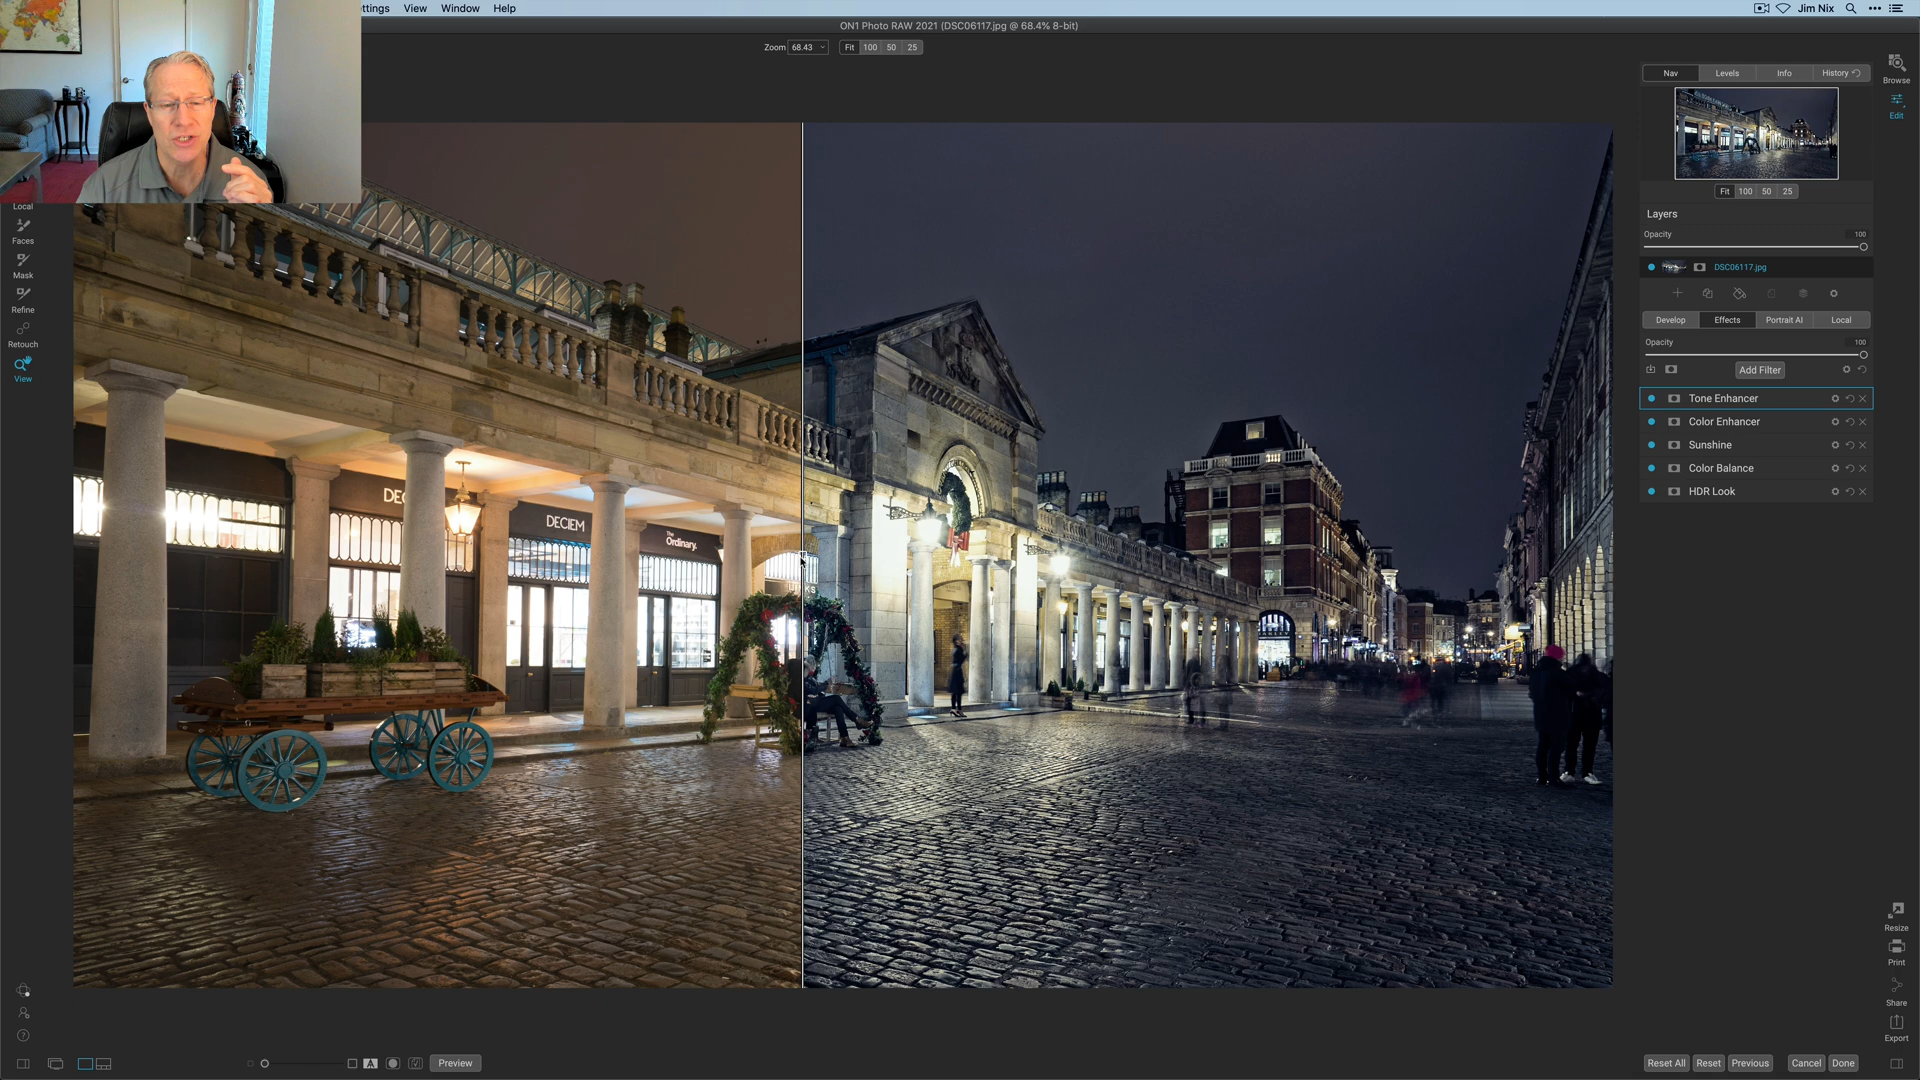 ttings View Window Help
Jim Nix
ON1 Photo RAW 2021 (DSC06117.jpg @ 68.4% 8-bit)
Zoom 68.43 Fit 100 50 25
Nav Levels Info History
Browse
Edit
Fit 100 50 25
Layers
Opacity 100
DSC06117.jpg
Develop Effects Portrait AI Local
Opacity 100
Add Filter
Tone Enhancer
Color Enhancer
Sunshine
Color Balance
HDR Look
Local
Faces
Mask
Refine
Retouch
View
DEC
DECIEM
The
Ordinary.
Resize
Print
Share
Export
A Preview
Reset All Reset Previous Cancel Done